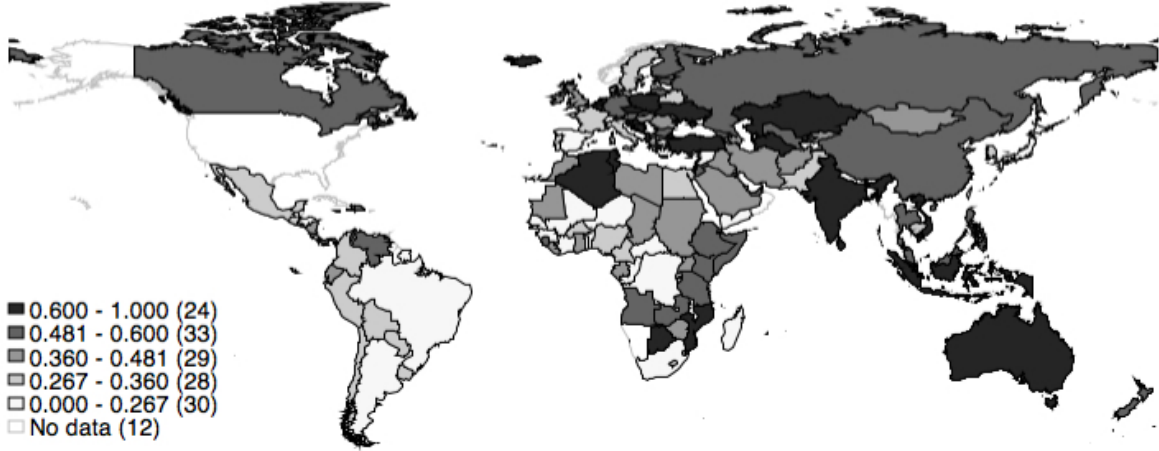 0.600 - 1.000 (24)
0.481 - 0.600 (33)
0.360 - 0.481 (29)
0.267 - 0.360 (28)
0.000 - 0.267 (30)
No data (12)